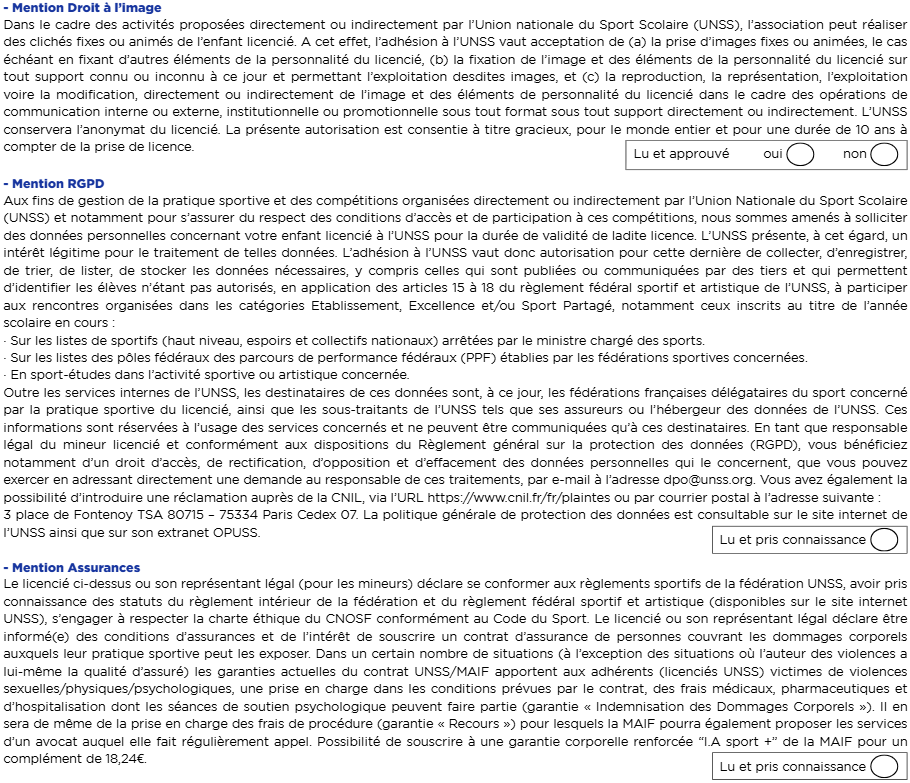 - Mention Droit à l'image
Dans le cadre des activités proposées directement ou indirectement par l'Union nationale du Sport Scolaire (UNSS), l'association peut réaliser
des clichés fixes ou animés de l'enfant licencié. A cet effet, l'adhésion à l'UNSS vaut acceptation de (a) la prise d'images fixes ou animées, le cas
échéant en fixant d'autres éléments de la personnalité du licencié, (b) la fixation de l'image et des éléments de la personnalité du licencié sur
tout support connu ou inconnu à ce jour et permettant l'exploitation desdites images, et (c) la reproduction, la représentation, l'exploitation
voire la modification, directement ou indirectement de l'image et des éléments de personnalité du licencié dans le cadre des opérations de
communication interne ou externe, institutionnelle ou promotionnelle sous tout format sous tout support directement ou indirectement. L'UNSS
conservera l'anonymat du licencié. La présente autorisation est consentie à titre gracieux, pour le monde entier et pour une durée de 10 ans à
compter de la prise de licence.
Lu et approuvé oui non
- Mention RGPD
Aux fins de gestion de la pratique sportive et des compétitions organisées directement ou indirectement par l'Union Nationale du Sport Scolaire
(UNSS) et notamment pour s'assurer du respect des conditions d'accès et de participation à ces compétitions, nous sommes amenés à solliciter
des données personnelles concernant votre enfant licencié à l'UNSS pour la durée de validité de ladite licence. L'UNSS présente, à cet égard, un
intérêt légitime pour le traitement de telles données. L'adhésion à l'UNSS vaut donc autorisation pour cette dernière de collecter, d'enregistrer,
de trier, de lister, de stocker les données nécessaires, y compris celles qui sont publiées ou communiquées par des tiers et qui permettent
d'identifier les élèves n'étant pas autorisés, en application des articles 15 à 18 du règlement fédéral sportif et artistique de l'UNSS, à participer
aux rencontres organisées dans les catégories Etablissement, Excellence et/ou Sport Partagé, notamment ceux inscrits au titre de l'année
scolaire en cours :
· Sur les listes de sportifs (haut niveau, espoirs et collectifs nationaux) arrêtées par le ministre chargé des sports.
· Sur les listes des pôles fédéraux des parcours de performance fédéraux (PPF) établies par les fédérations sportives concernées.
· En sport-études dans l'activité sportive ou artistique concernée.
Outre les services internes de l'UNSS, les destinataires de ces données sont, à ce jour, les fédérations françaises délégataires du sport concerné
par la pratique sportive du licencié, ainsi que les sous-traitants de l'UNSS tels que ses assureurs ou l'hébergeur des données de l'UNSS. Ces
informations sont réservées à l'usage des services concernés et ne peuvent être communiquées qu'à ces destinataires. En tant que responsable
légal du mineur licencié et conformément aux dispositions du Règlement général sur la protection des données (RGPD), vous bénéficiez
notamment d'un droit d'accès, de rectification, d'opposition et d'effacement des données personnelles qui le concernent, que vous pouvez
exercer en adressant directement une demande au responsable de ces traitements, par e-mail à l'adresse dpo@unss.org. Vous avez également la
possibilité d'introduire une réclamation auprès de la CNIL, via l'URL https://www.cnil.fr/fr/plaintes ou par courrier postal à l'adresse suivante :
3 place de Fontenoy TSA 80715 – 75334 Paris Cedex 07. La politique générale de protection des données est consultable sur le site internet de
l'UNSS ainsi que sur son extranet OPUSS.
Lu et pris connaissance
- Mention Assurances
Le licencié ci-dessus ou son représentant légal (pour les mineurs) déclare se conformer aux règlements sportifs de la fédération UNSS, avoir pris
connaissance des statuts du règlement intérieur de la fédération et du règlement fédéral sportif et artistique (disponibles sur le site internet
UNSS), s'engager à respecter la charte éthique du CNOSF conformément au Code du Sport. Le licencié ou son représentant légal déclare être
informé(e) des conditions d'assurances et de l'intérêt de souscrire un contrat d'assurance de personnes couvrant les dommages corporels
auxquels leur pratique sportive peut les exposer. Dans un certain nombre de situations (à l'exception des situations où l'auteur des violences a
lui-même la qualité d'assuré) les garanties actuelles du contrat UNSS/MAIF apportent aux adhérents (licenciés UNSS) victimes de violences
sexuelles/physiques/psychologiques, une prise en charge dans les conditions prévues par le contrat, des frais médicaux, pharmaceutiques et
d'hospitalisation dont les séances de soutien psychologique peuvent faire partie (garantie « Indemnisation des Dommages Corporels »). Il en
sera de même de la prise en charge des frais de procédure (garantie « Recours ») pour lesquels la MAIF pourra également proposer les services
d'un avocat auquel elle fait régulièrement appel. Possibilité de souscrire à une garantie corporelle renforcée "I.A sport +" de la MAIF pour un
complément de 18,24€.
Lu et pris connaissance